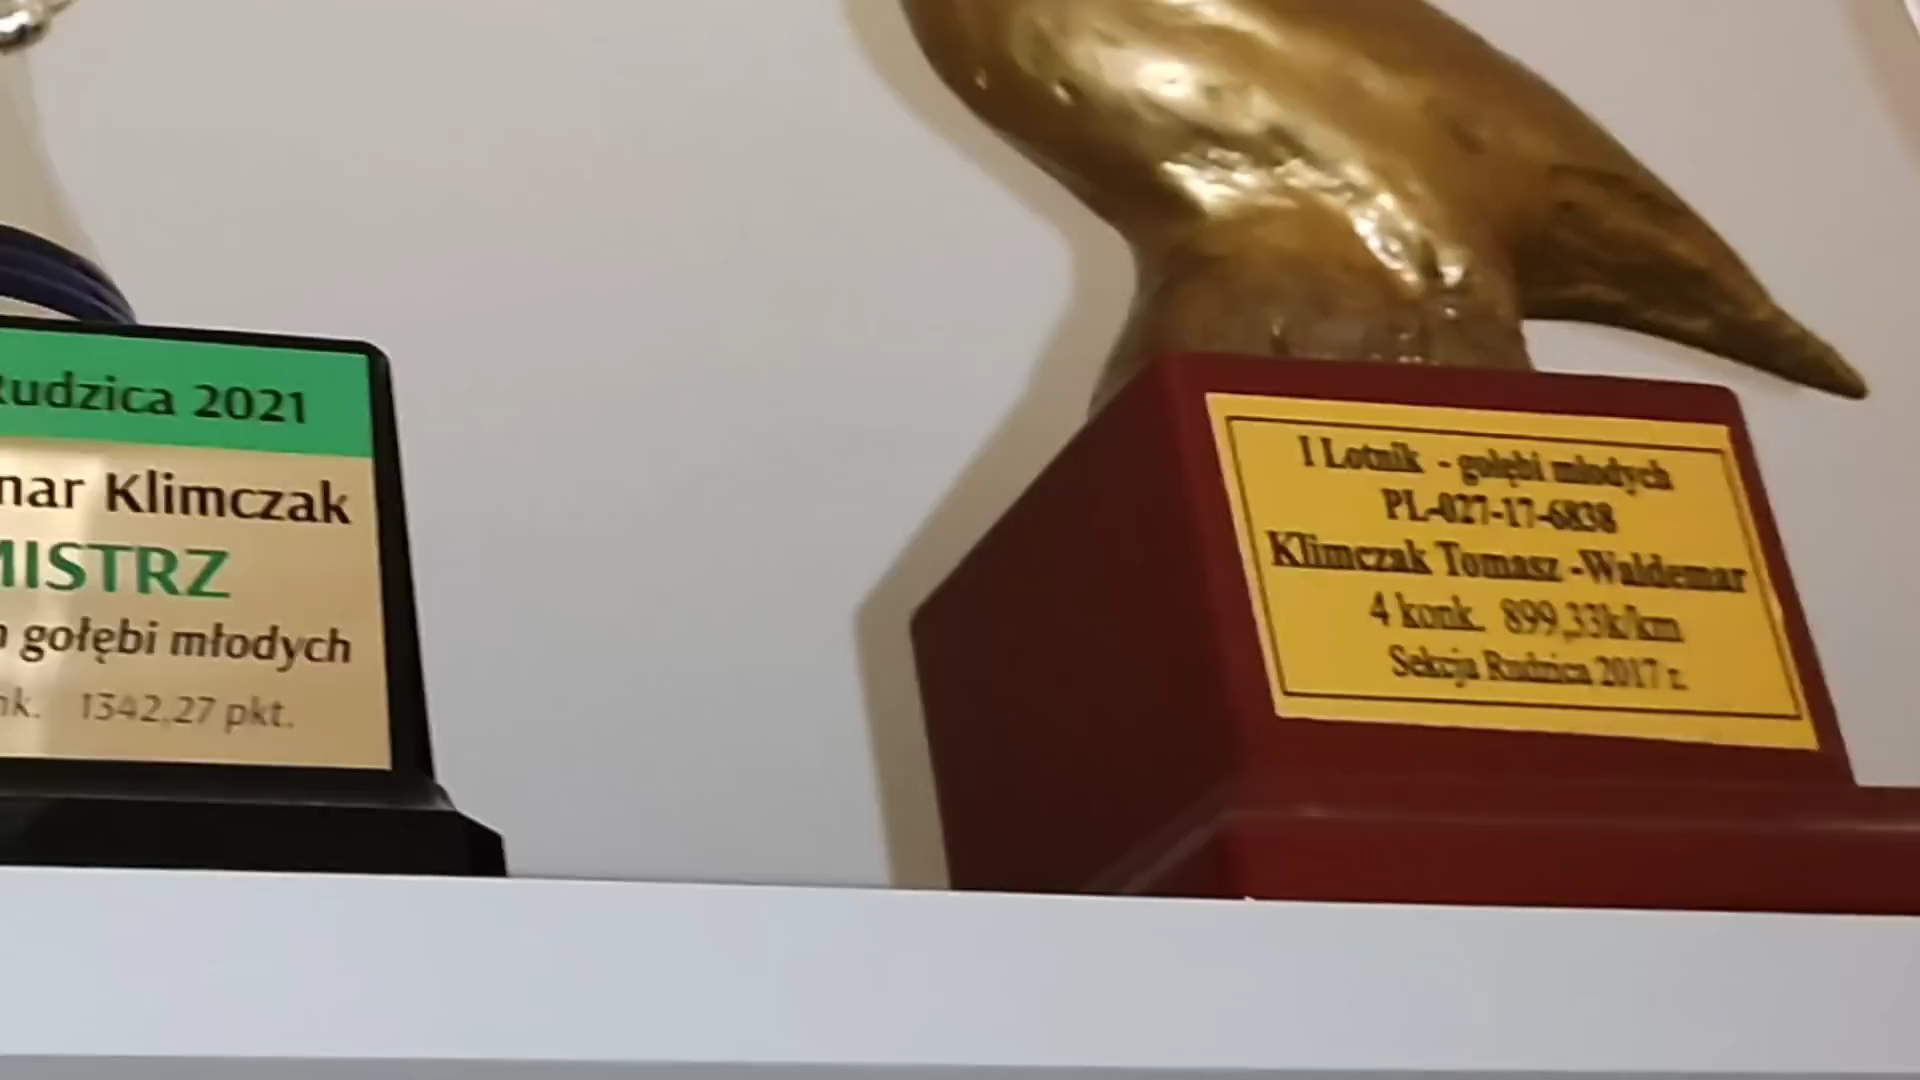 Rudzica 2021
mar Klimczak
MISTRZ
gołębi młodych
nk. 1342,27 pkt.
I Lotnik - gołębi młodych
PL-027-17-6838
Klimczak Tomasz -Waldemar
4 konk. 899,33k/km
Sekcja Rudzica 2017 r.